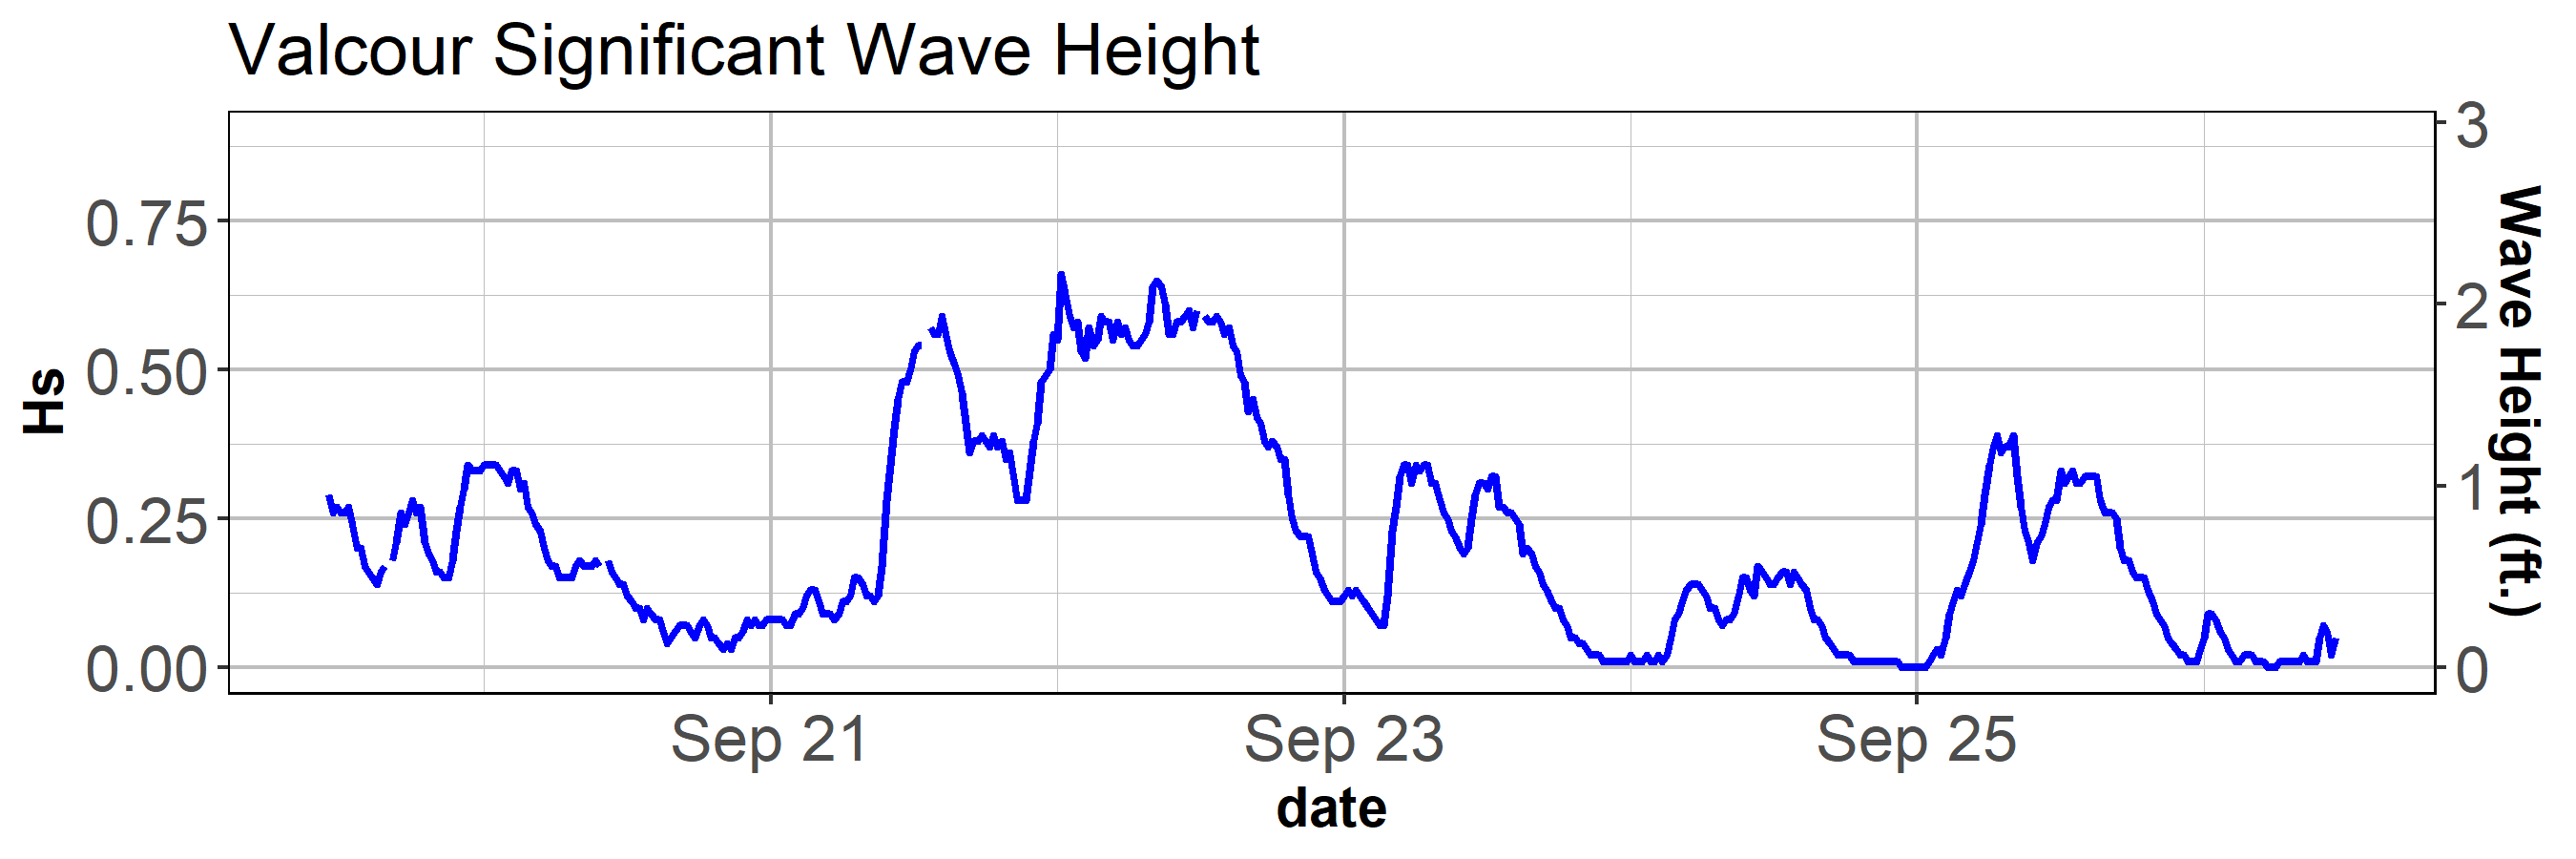 Valcour Significant Wave Height
Hs
0.75
0.50
0.25
0.00
3
2
1
0
Wave Height (ft.)
Sep 21
Sep 23
Sep 25
date